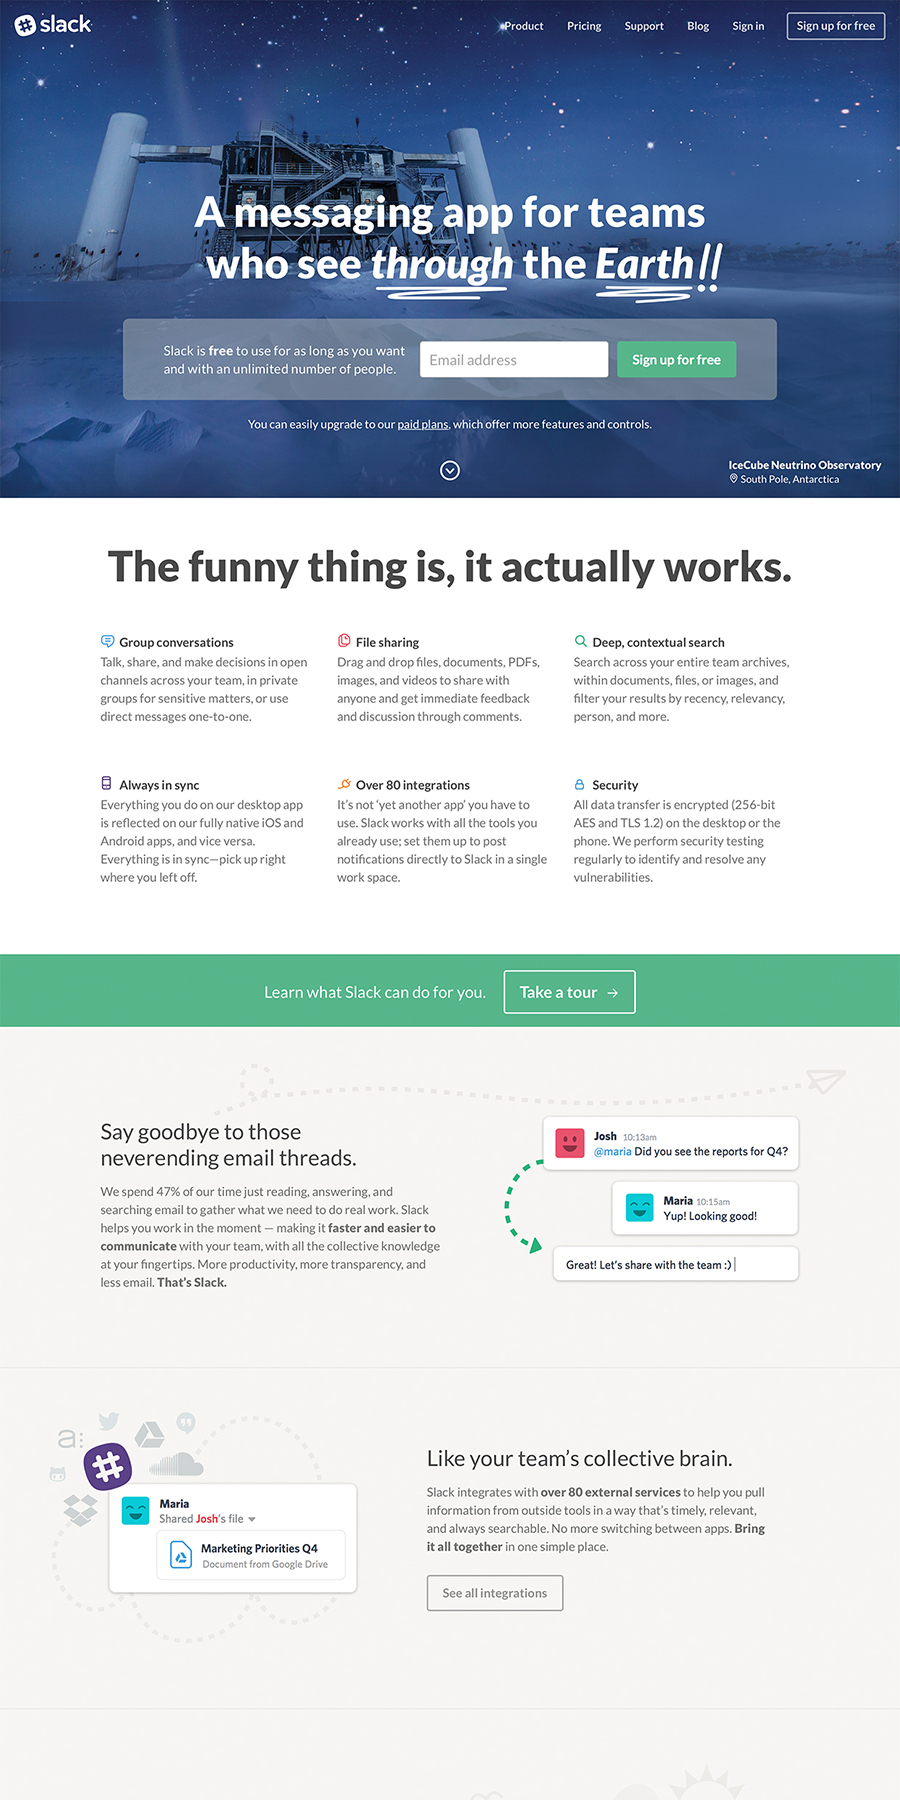 slack
Product Pricing Support Blog Sign in Sign up for free
A messaging app for teams
who see through the Earth!!
Slack is free to use for as long as you want
and with an unlimited number of people.
Email address
Sign up for free
You can easily upgrade to our paid plans, which offer more features and controls.
IceCube Neutrino Observatory
South Pole, Antarctica
The funny thing is, it actually works.
Group conversations
Talk, share, and make decisions in open
channels across your team, in private
groups for sensitive matters, or use
direct messages one-to-one.
File sharing
Drag and drop files, documents, PDFs,
images, and videos to share with
anyone and get immediate feedback
and discussion through comments.
Deep, contextual search
Search across your entire team archives,
within documents, files, or images, and
filter your results by recency, relevancy,
person, and more.
Always in sync
Everything you do on our desktop app
is reflected on our fully native iOS and
Android apps, and vice versa.
Everything is in sync—pick up right
where you left off.
Over 80 integrations
It's not ‘yet another app’ you have to
use. Slack works with all the tools you
already use; set them up to post
notifications directly to Slack in a single
work space.
Security
All data transfer is encrypted (256-bit
AES and TLS 1.2) on the desktop or the
phone. We perform security testing
regularly to identify and resolve any
vulnerabilities.
Learn what Slack can do for you.
Take a tour →
Say goodbye to those
neverending email threads.
We spend 47% of our time just reading, answering, and
searching email to gather what we need to do real work. Slack
helps you work in the moment — making it faster and easier to
communicate with your team, with all the collective knowledge
at your fingertips. More productivity, more transparency, and
less email. That's Slack.
Josh 10:13am
@maria Did you see the reports for Q4?
Maria 10:15am
Yup! Looking good!
Great! Let's share with the team :)
a:
Maria
Shared Josh's file
Marketing Priorities Q4
Document from Google Drive
Like your team's collective brain.
Slack integrates with over 80 external services to help you pull
information from outside tools in a way that's timely, relevant,
and always searchable. No more switching between apps. Bring
it all together in one simple place.
See all integrations